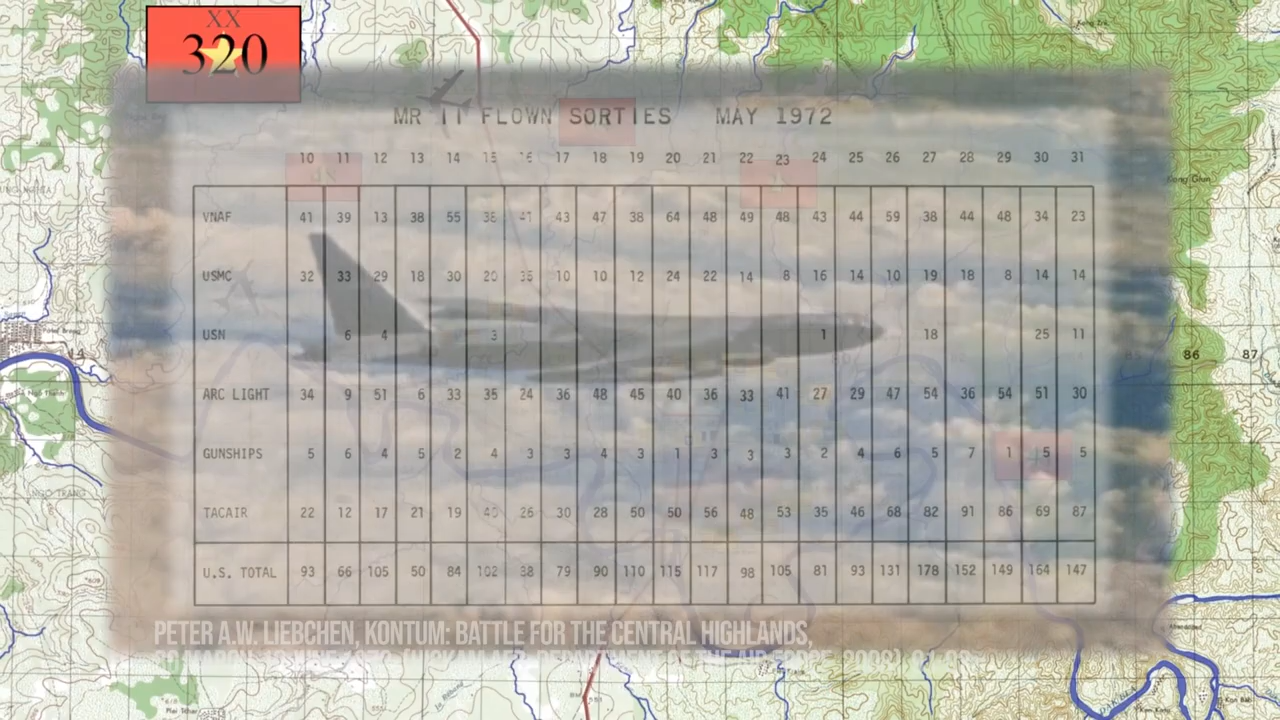 XX
320
MR II FLOWN SORTIES MAY 1972
10 11 12 13 14 15 16 17 18 19 20 21 22 23 24 25 26 27 28 29 30 31
VNAF 41 39 13 38 55 38 41 43 47 38 64 48 49 48 43 44 59 38 44 48 34 23
USMC 32 33 29 18 30 20 35 10 10 12 24 22 14 8 16 14 10 19 18 8 14 14
USN 6 4 3 1 18 25 11
ARC LIGHT 34 9 51 6 33 35 24 36 48 45 40 36 33 41 27 29 47 54 36 54 51 30
GUNSHIPS 5 6 4 5 2 4 3 3 4 3 1 3 3 3 2 4 6 5 7 1 5 5
TACAIR 22 12 17 21 19 40 26 30 28 50 50 56 48 53 35 46 68 82 91 86 69 87
U.S. TOTAL 93 66 105 50 84 102 88 79 90 110 115 117 98 105 81 93 131 178 152 149 164 147
86 87
Kong Giun
PETER A.W. LIEBCHEN, KONTUM: BATTLE FOR THE CENTRAL HIGHLANDS,